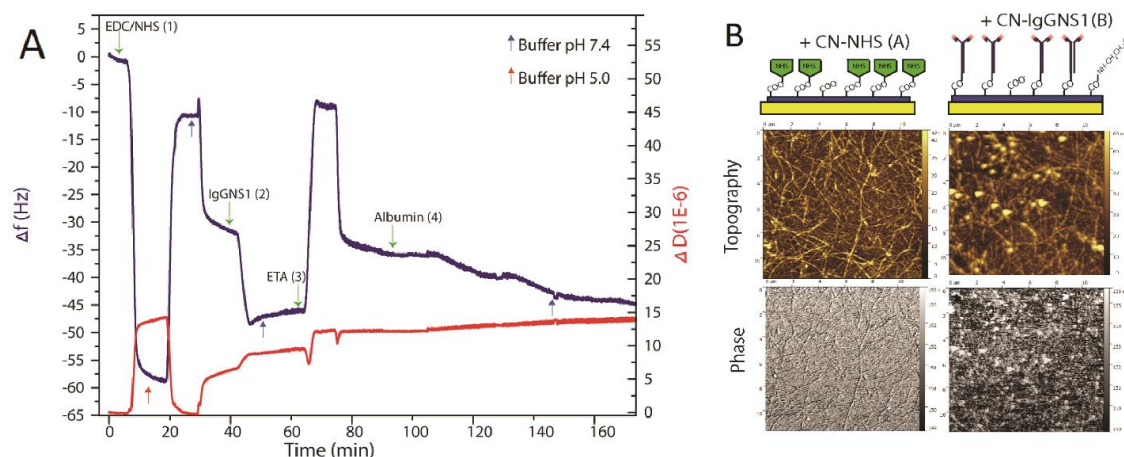 A
EDC/NHS (1)
IgGNS1 (2)
ETA (3)
Albumin (4)
Buffer pH 7.4
Buffer pH 5.0
5
0
-5
-10
-15
-20
-25
-30
-35
-40
-45
-50
-55
-60
-65
Δf (Hz)
0 20 40 60 80 100 120 140 160
Time (min)
55
50
45
40
35
30
25
20
15
10
5
0
Δ D(1E-6)
B
+ CN-NHS (A)
+ CN-IgGNS1(B)
NHS NHS NHS NHS NHS
Topography
Phase